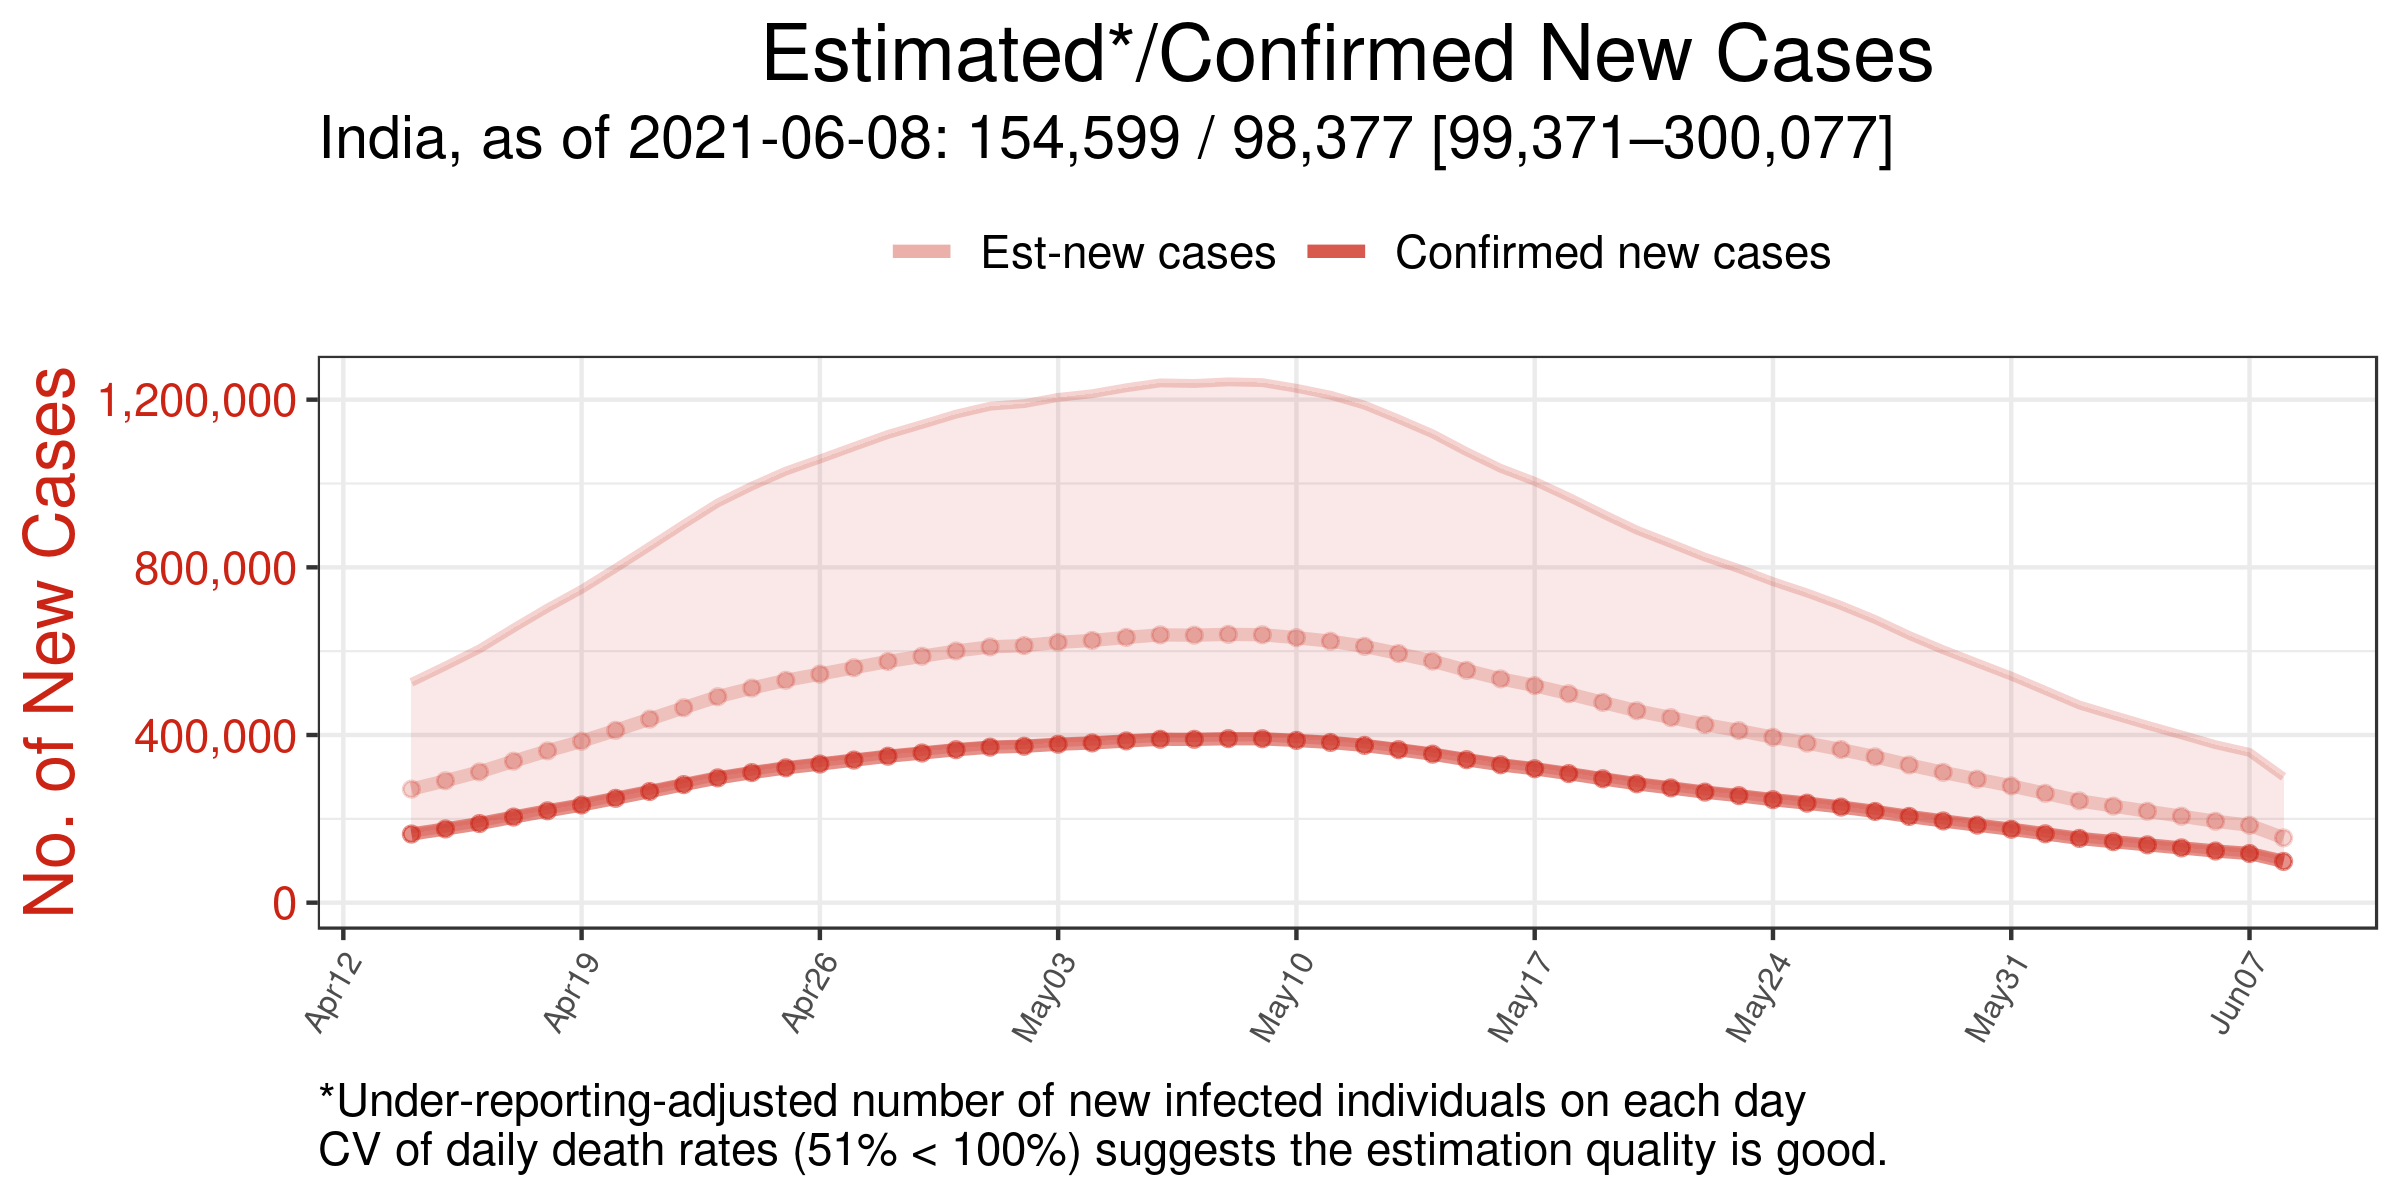 Estimated*/Confirmed New Cases
India, as of 2021-06-08: 154,599 / 98,377 [99,371–300,077]
Est-new cases
Confirmed new cases
No. of New Cases
1,200,000
800,000
400,000
0
Apr12
Apr19
Apr26
May03
May10
May17
May24
May31
Jun07
*Under-reporting-adjusted number of new infected individuals on each day
CV of daily death rates (51% < 100%) suggests the estimation quality is good.